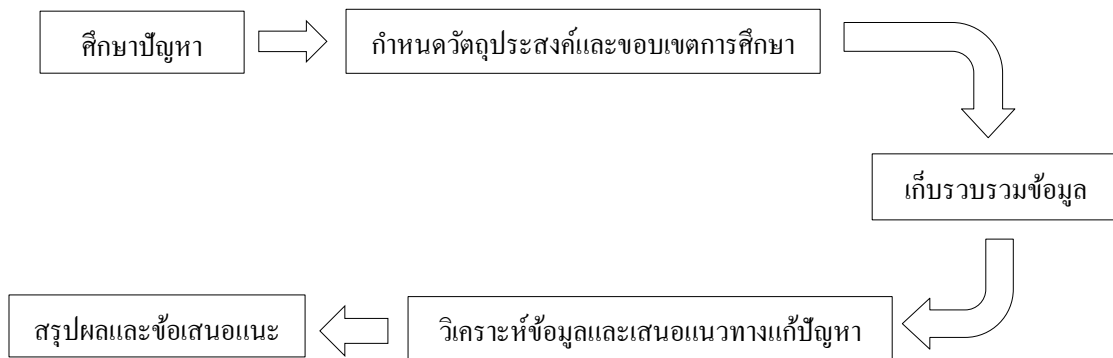 ศึกษาปัญหา
กำหนดวัตถุประสงค์และขอบเขตการศึกษา
เก็บรวบรวมข้อมูล
วิเคราะห์ข้อมูลและเสนอแนวทางแก้ปัญหา
สรุปผลและข้อเสนอแนะ